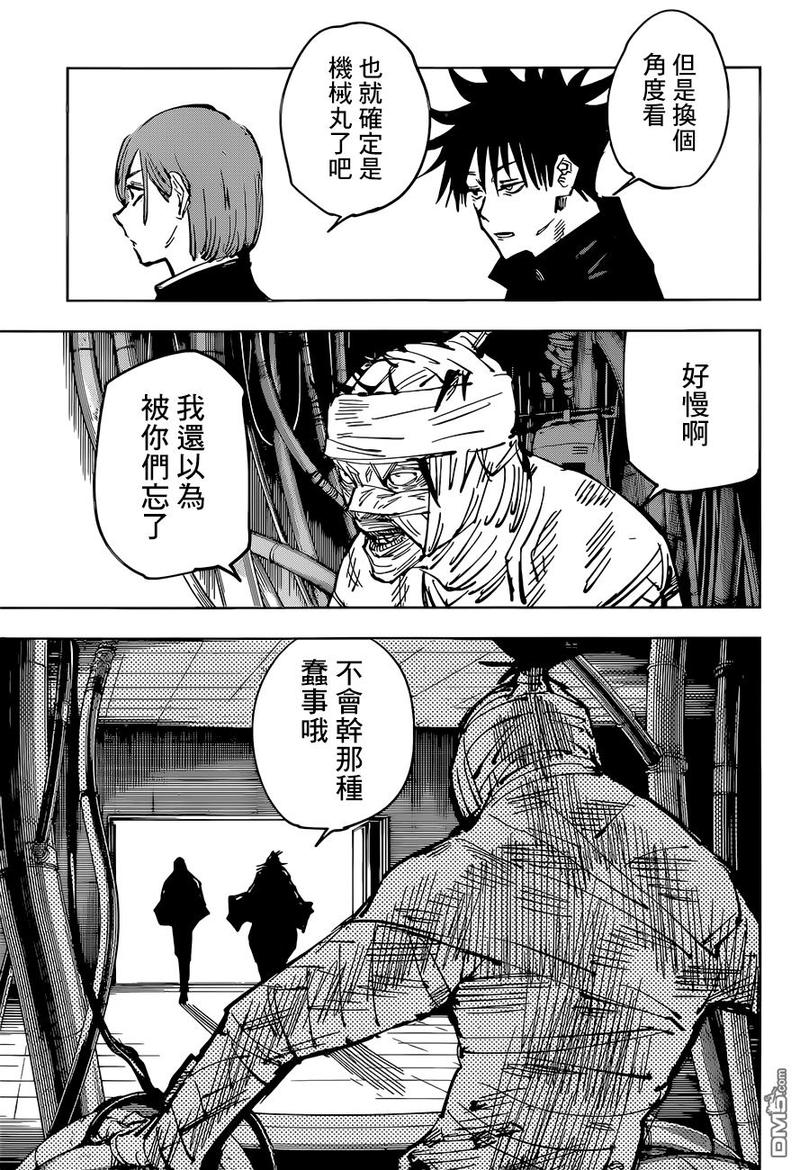 但是換個
角度看
也就確定是
機械丸了吧
好慢啊
我還以為
被你們忘了
不會幹那種
蠢事哦
DM5.com